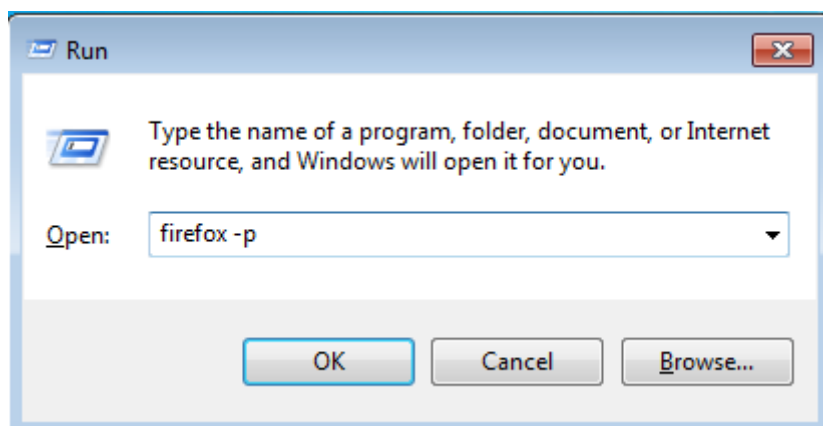 Run
Type the name of a program, folder, document, or Internet
resource, and Windows will open it for you.
Open: firefox -p
OK Cancel Browse...